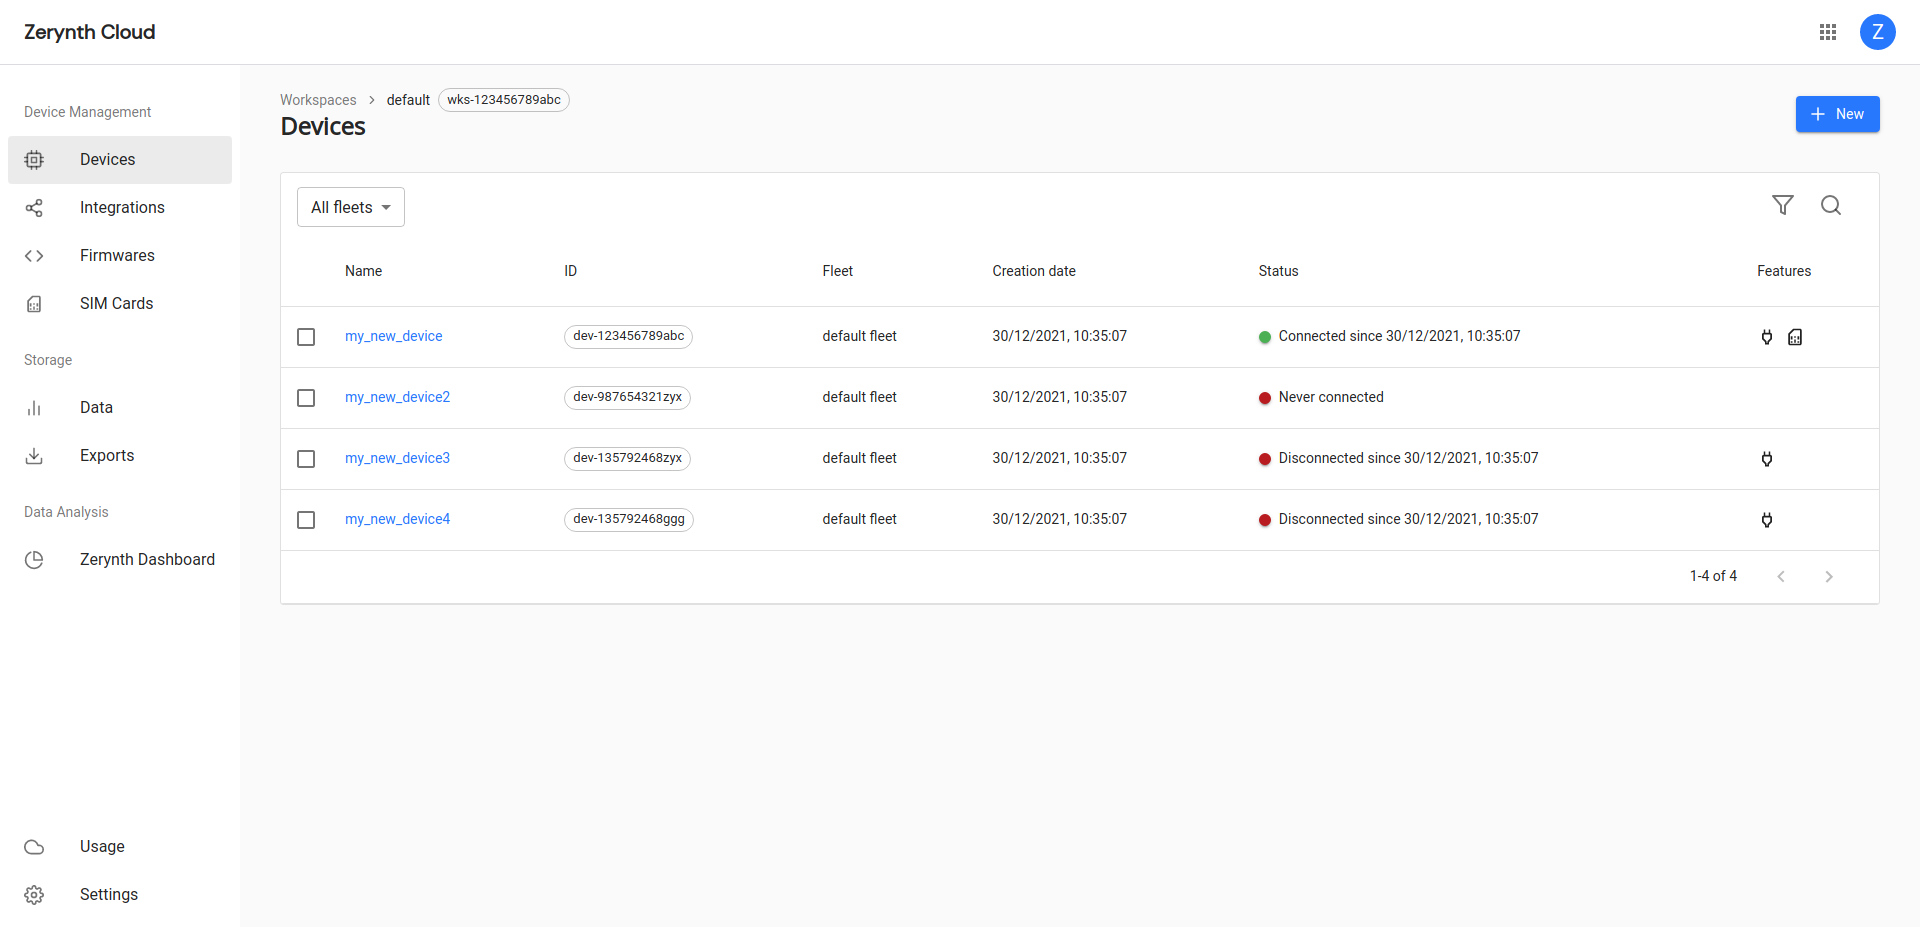 Zerynth Cloud
Z
Device Management
Devices
Integrations
Firmwares
SIM Cards
Storage
Data
Exports
Data Analysis
Zerynth Dashboard
Usage
Settings
Workspaces > default wks-123456789abc
Devices
New
All fleets
Name ID Fleet Creation date Status Features
my_new_device dev-123456789abc default fleet 30/12/2021, 10:35:07 Connected since 30/12/2021, 10:35:07
my_new_device2 dev-987654321zyx default fleet 30/12/2021, 10:35:07 Never connected
my_new_device3 dev-135792468zyx default fleet 30/12/2021, 10:35:07 Disconnected since 30/12/2021, 10:35:07
my_new_device4 dev-135792468ggg default fleet 30/12/2021, 10:35:07 Disconnected since 30/12/2021, 10:35:07
1-4 of 4